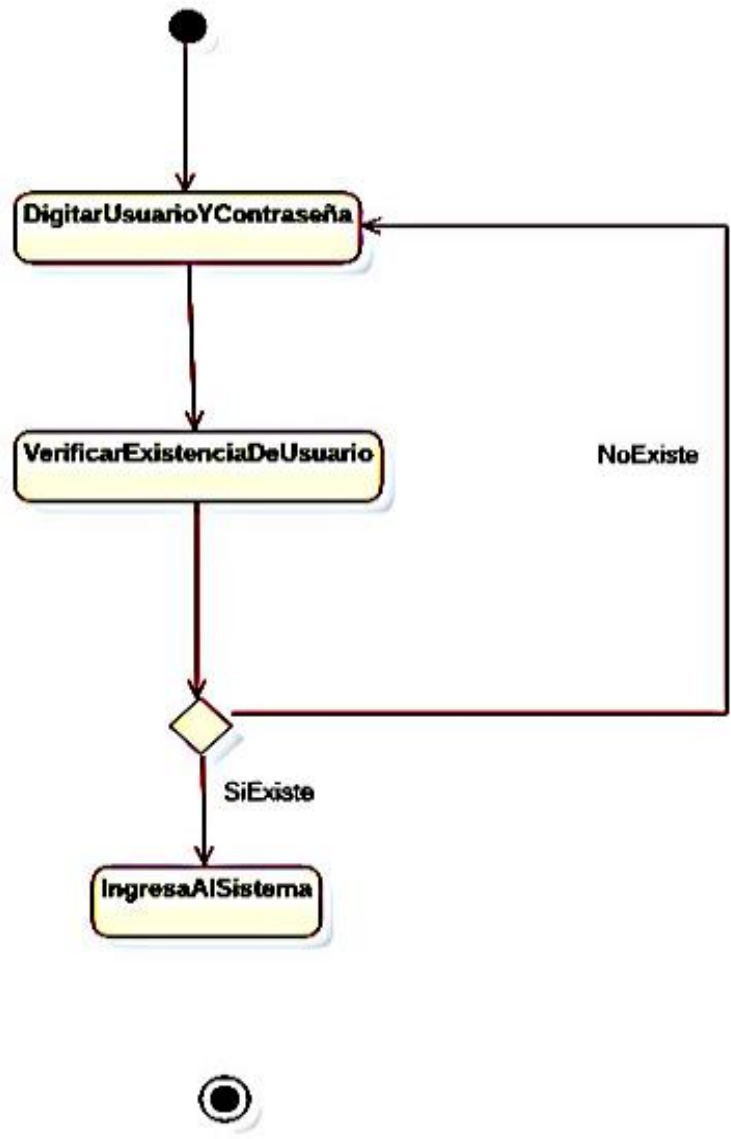 DigitarUsuarioYContraseña
VerificarExistenciaDeUsuario
NoExiste
SiExiste
IngresaAlSistema